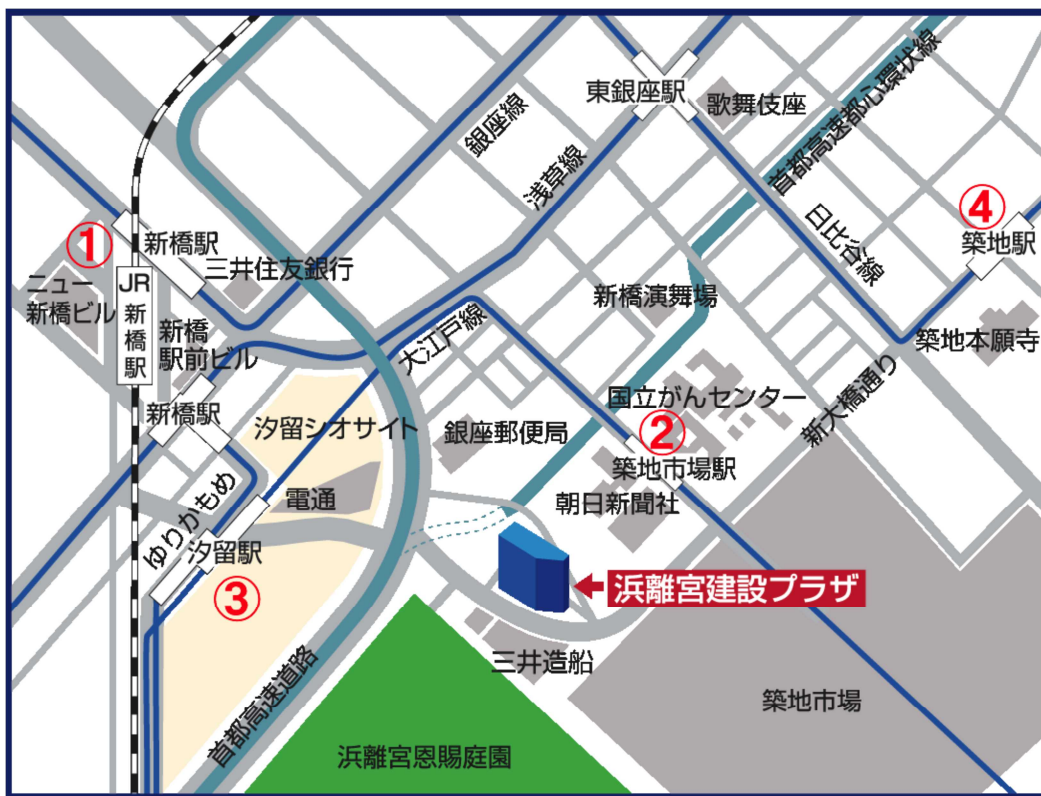 東銀座駅
歌舞伎座
首都高速都心環状線
銀座線
浅草線
日比谷線
④
築地駅
①
新橋駅
三井住友銀行
ニュー
新橋ビル
JR
新
橋
駅
新橋
駅前ビル
新橋駅
大江戸線
新橋演舞場
築地本願寺
新大橋通り
国立がんセンター
②
築地市場駅
汐留シオサイト
銀座郵便局
朝日新聞社
電通
ゆりかもめ
汐留駅
③
浜離宮建設プラザ
三井造船
首都高速道路
築地市場
浜離宮恩賜庭園